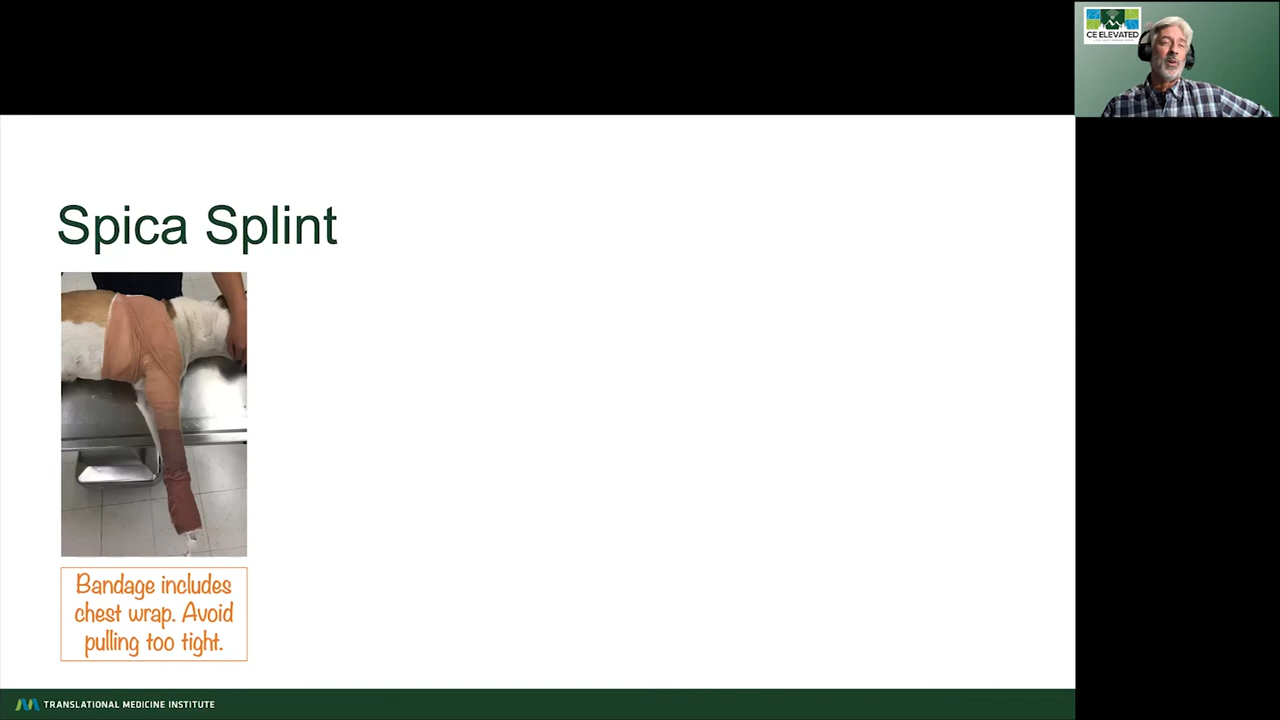 CE ELEVATED
Spica Splint
Bandage includes
chest wrap. Avoid
pulling too tight.
TRANSLATIONAL MEDICINE INSTITUTE